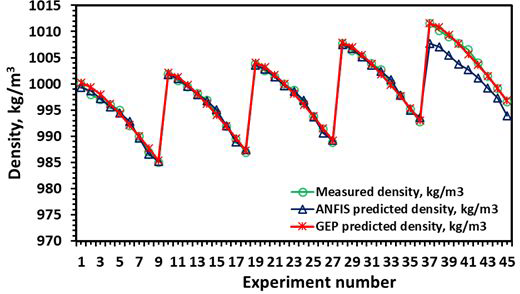 1015
1010
1005
1000
995
990
985
980
975
970
Density, kg/m³
Measured density, kg/m3
ANFIS predicted density, kg/m3
GEP predicted density, kg/m3
1 3 5 7 9 11 13 15 17 19 21 23 25 27 29 31 33 35 37 39 41 43 45
Experiment number